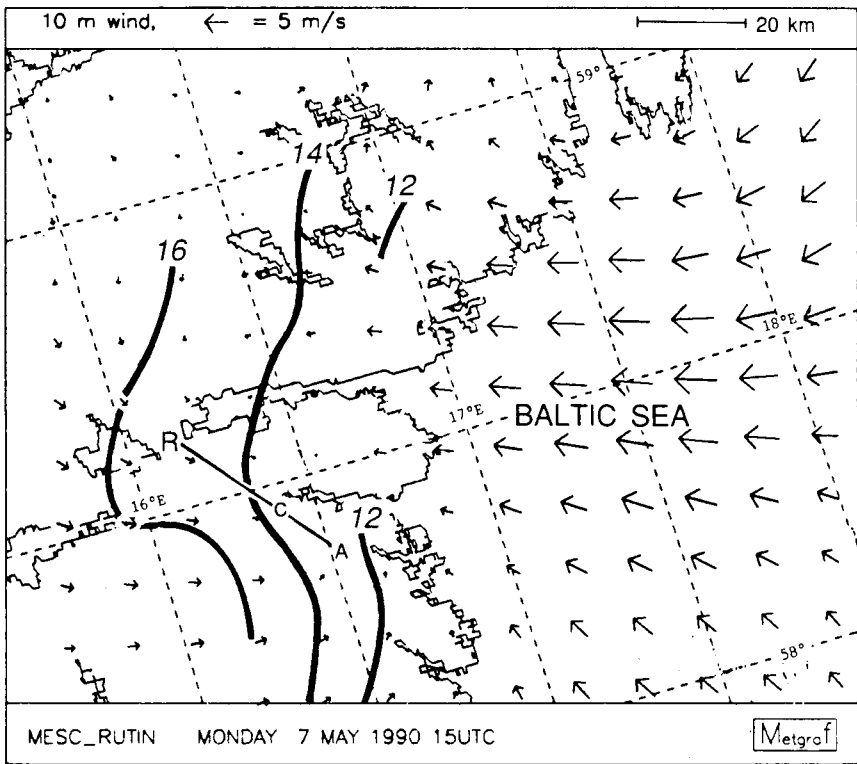 10 m wind, = 5 m/s 20 km
59°
14
12
16
18°E
17°E
BALTIC SEA
R
16°E
C
12
A
58°
MESC_RUTIN MONDAY 7 MAY 1990 15UTC Metgraf